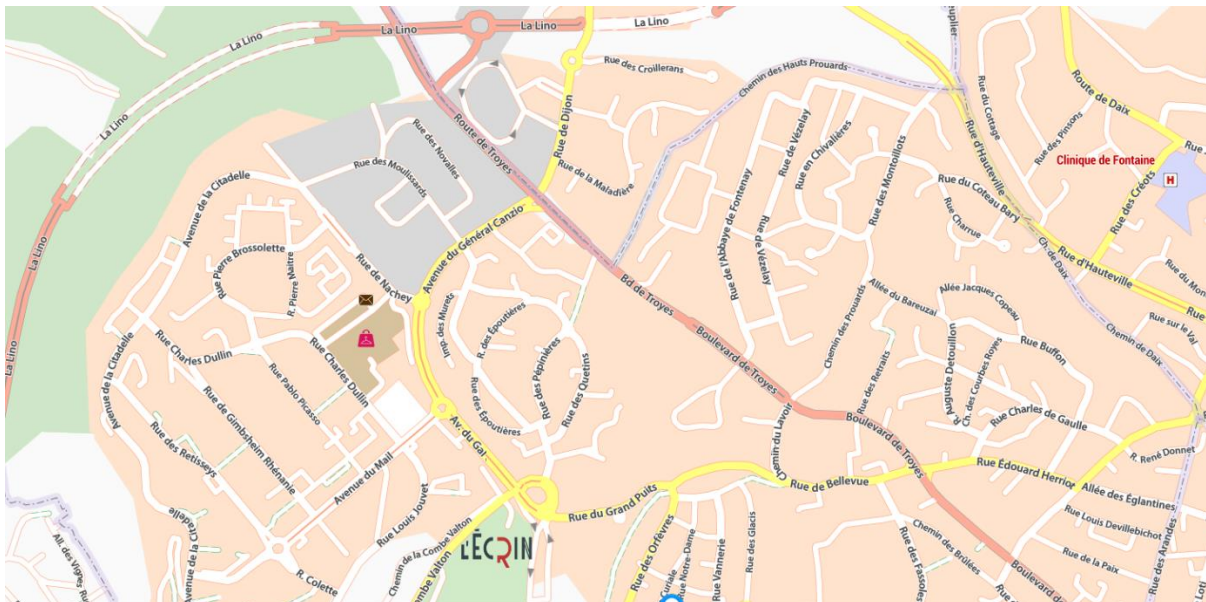 La Lino
La Lino
La Lino
La Lino
La Lino
La Lino
La Lino
Rue des Croillerans
Chemin des Hauts Prouards
Rue du Cottage
Route de Daix
Rue des Pinsons
Clinique de Fontaine
H
Rue de Dijon
Route de Troyes
Rue des Novalles
Rue des Moulissards
Rue de la Maladière
Rue de Vézelay
Rue en Chivalières
Rue des Montoillots
Rue d'Hauteville
Rue des Créots
Avenue de la Citadelle
Rue du Coteau Bary
Rue Charrue
Avenue du Général Canzio
Rue de l'Abbaye de Fontenay
Rue de Vézelay
Rue Pierre Brossolette
R. Pierre Maitre
Rue de Nachey
Ch. de Daix
Rue d'Hauteville
Bd de Troyes
Allée du Bareuzai
Allée Jacques Copeau
Imp. des Murets
R. des Epoutières
Chemin des Prouards
Boulevard de Troyes
Rue sur le Val
Rue Buffon
Chemin de Daix
Rue Charles Dullin
Rue Charles Dullin
Rue des Pépinières
Rue des Quetins
Avenue de la Citadelle
Rue Pablo Picasso
Rue des Retraits
R. Auguste Detouillon
Ch. des Courbes Royes
Rue Charles de Gaulle
Rue des Époutières
Av. du Gal
Rue de Gimbsheim Rhénanie
Rue des Retisseys
Chemin du Lavoir
Boulevard de Troyes
R. René Donnet
Avenue du Mail
Rue de Bellevue
Rue Édouard Herriot
Allée des Églantines
Rue Louis Jouvet
Rue du Grand Puits
Rue Louis Devillebichot
Avenue de la Citadelle
Chemin de la Combe Valton
Combe Valton
L'ÉCRIN
Rue des Orfèvres
Rue Notre-Dame
Rue Vannerie
Rue des Glacis
Chemin des Brûlées
Rue de la Paix
Rue des Arandes
R. Colette